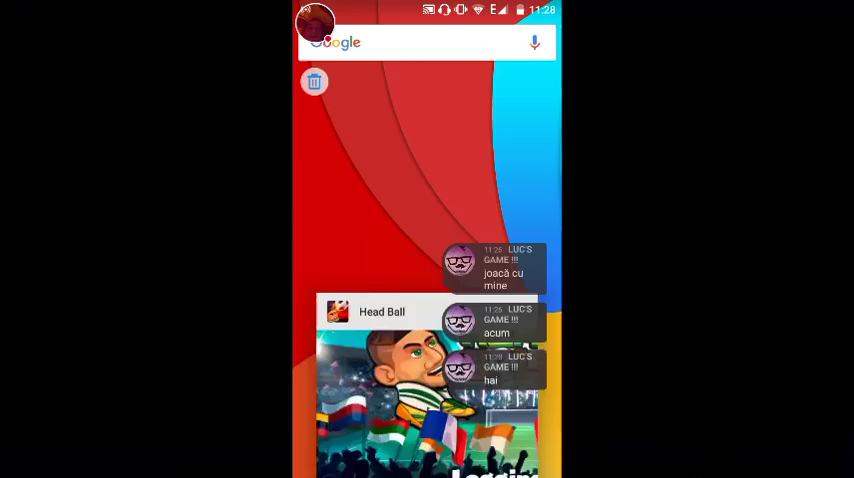 E 11:28
Google
11:26 LUC'S
GAME !!!
joacă cu
mine
Head Ball
11:26 LUC'S
GAME !!!
acum
11:28 LUC'S
GAME !!!
hai